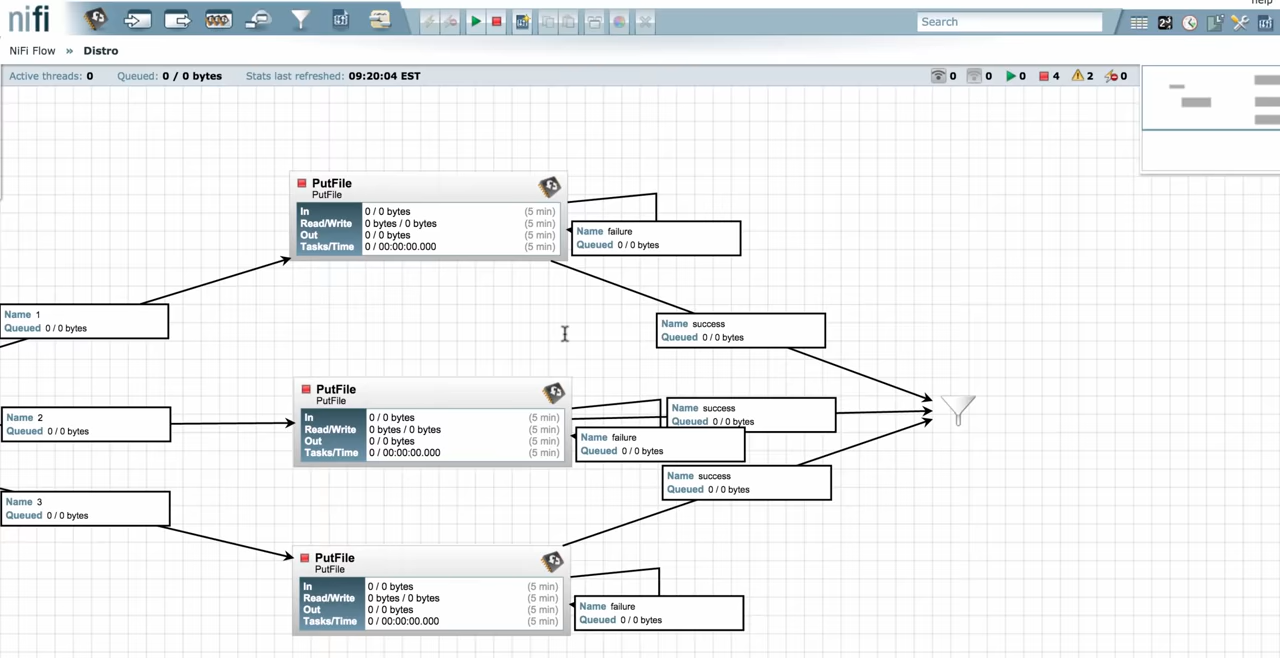 help
nifi
Search
NiFi Flow » Distro
Active threads: 0 Queued: 0 / 0 bytes Stats last refreshed: 09:20:04 EST 0 0 0 4 2 0
PutFile
PutFile
In 0 / 0 bytes (5 min)
Read/Write 0 bytes / 0 bytes (5 min)
Out 0 / 0 bytes (5 min)
Tasks/Time 0 / 00:00:00.000 (5 min)
Name failure
Queued 0 / 0 bytes
Name 1
Queued 0 / 0 bytes
Name success
Queued 0 / 0 bytes
PutFile
PutFile
In 0 / 0 bytes (5 min)
Read/Write 0 bytes / 0 bytes (5 min)
Out 0 / 0 bytes (5 min)
Tasks/Time 0 / 00:00:00.000 (5 min)
Name success
Queued 0 / 0 bytes
Name 2
Queued 0 / 0 bytes
Name failure
Queued 0 / 0 bytes
Name success
Queued 0 / 0 bytes
Name 3
Queued 0 / 0 bytes
PutFile
PutFile
In 0 / 0 bytes (5 min)
Read/Write 0 bytes / 0 bytes (5 min)
Out 0 / 0 bytes (5 min)
Tasks/Time 0 / 00:00:00.000 (5 min)
Name failure
Queued 0 / 0 bytes